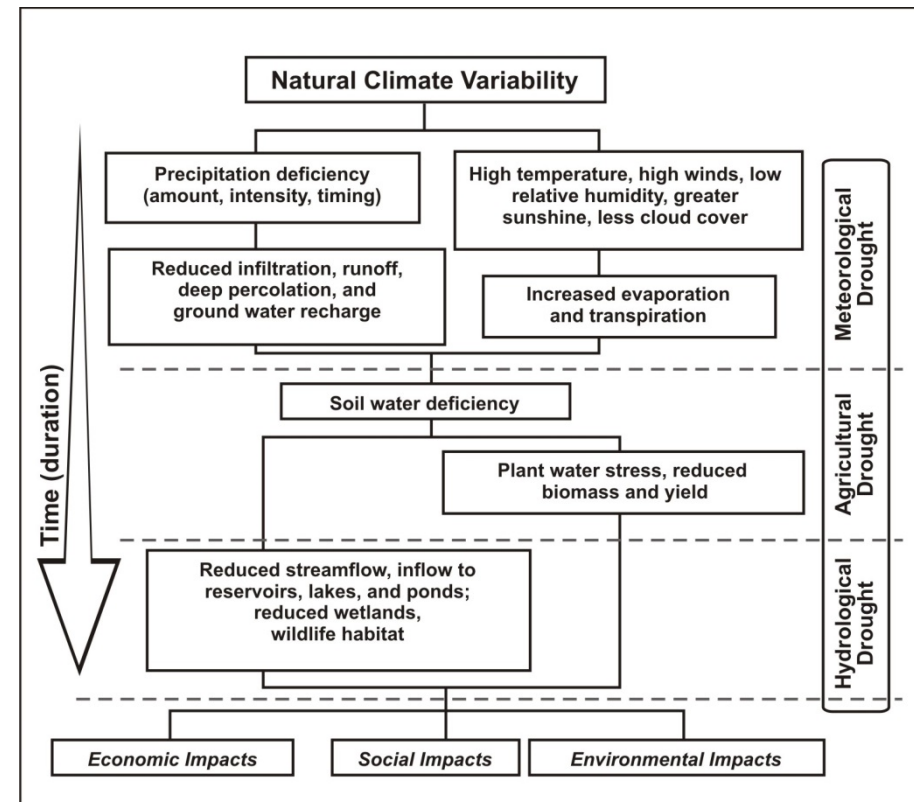 Natural Climate Variability
Precipitation deficiency
(amount, intensity, timing)
High temperature, high winds, low
relative humidity, greater
sunshine, less cloud cover
Reduced infiltration, runoff,
deep percolation, and
ground water recharge
Increased evaporation
and transpiration
Meteorological
Drought
Time (duration)
Soil water deficiency
Plant water stress, reduced
biomass and yield
Agricultural
Drought
Reduced streamflow, inflow to
reservoirs, lakes, and ponds;
reduced wetlands,
wildlife habitat
Hydrological
Drought
Economic Impacts
Social Impacts
Environmental Impacts